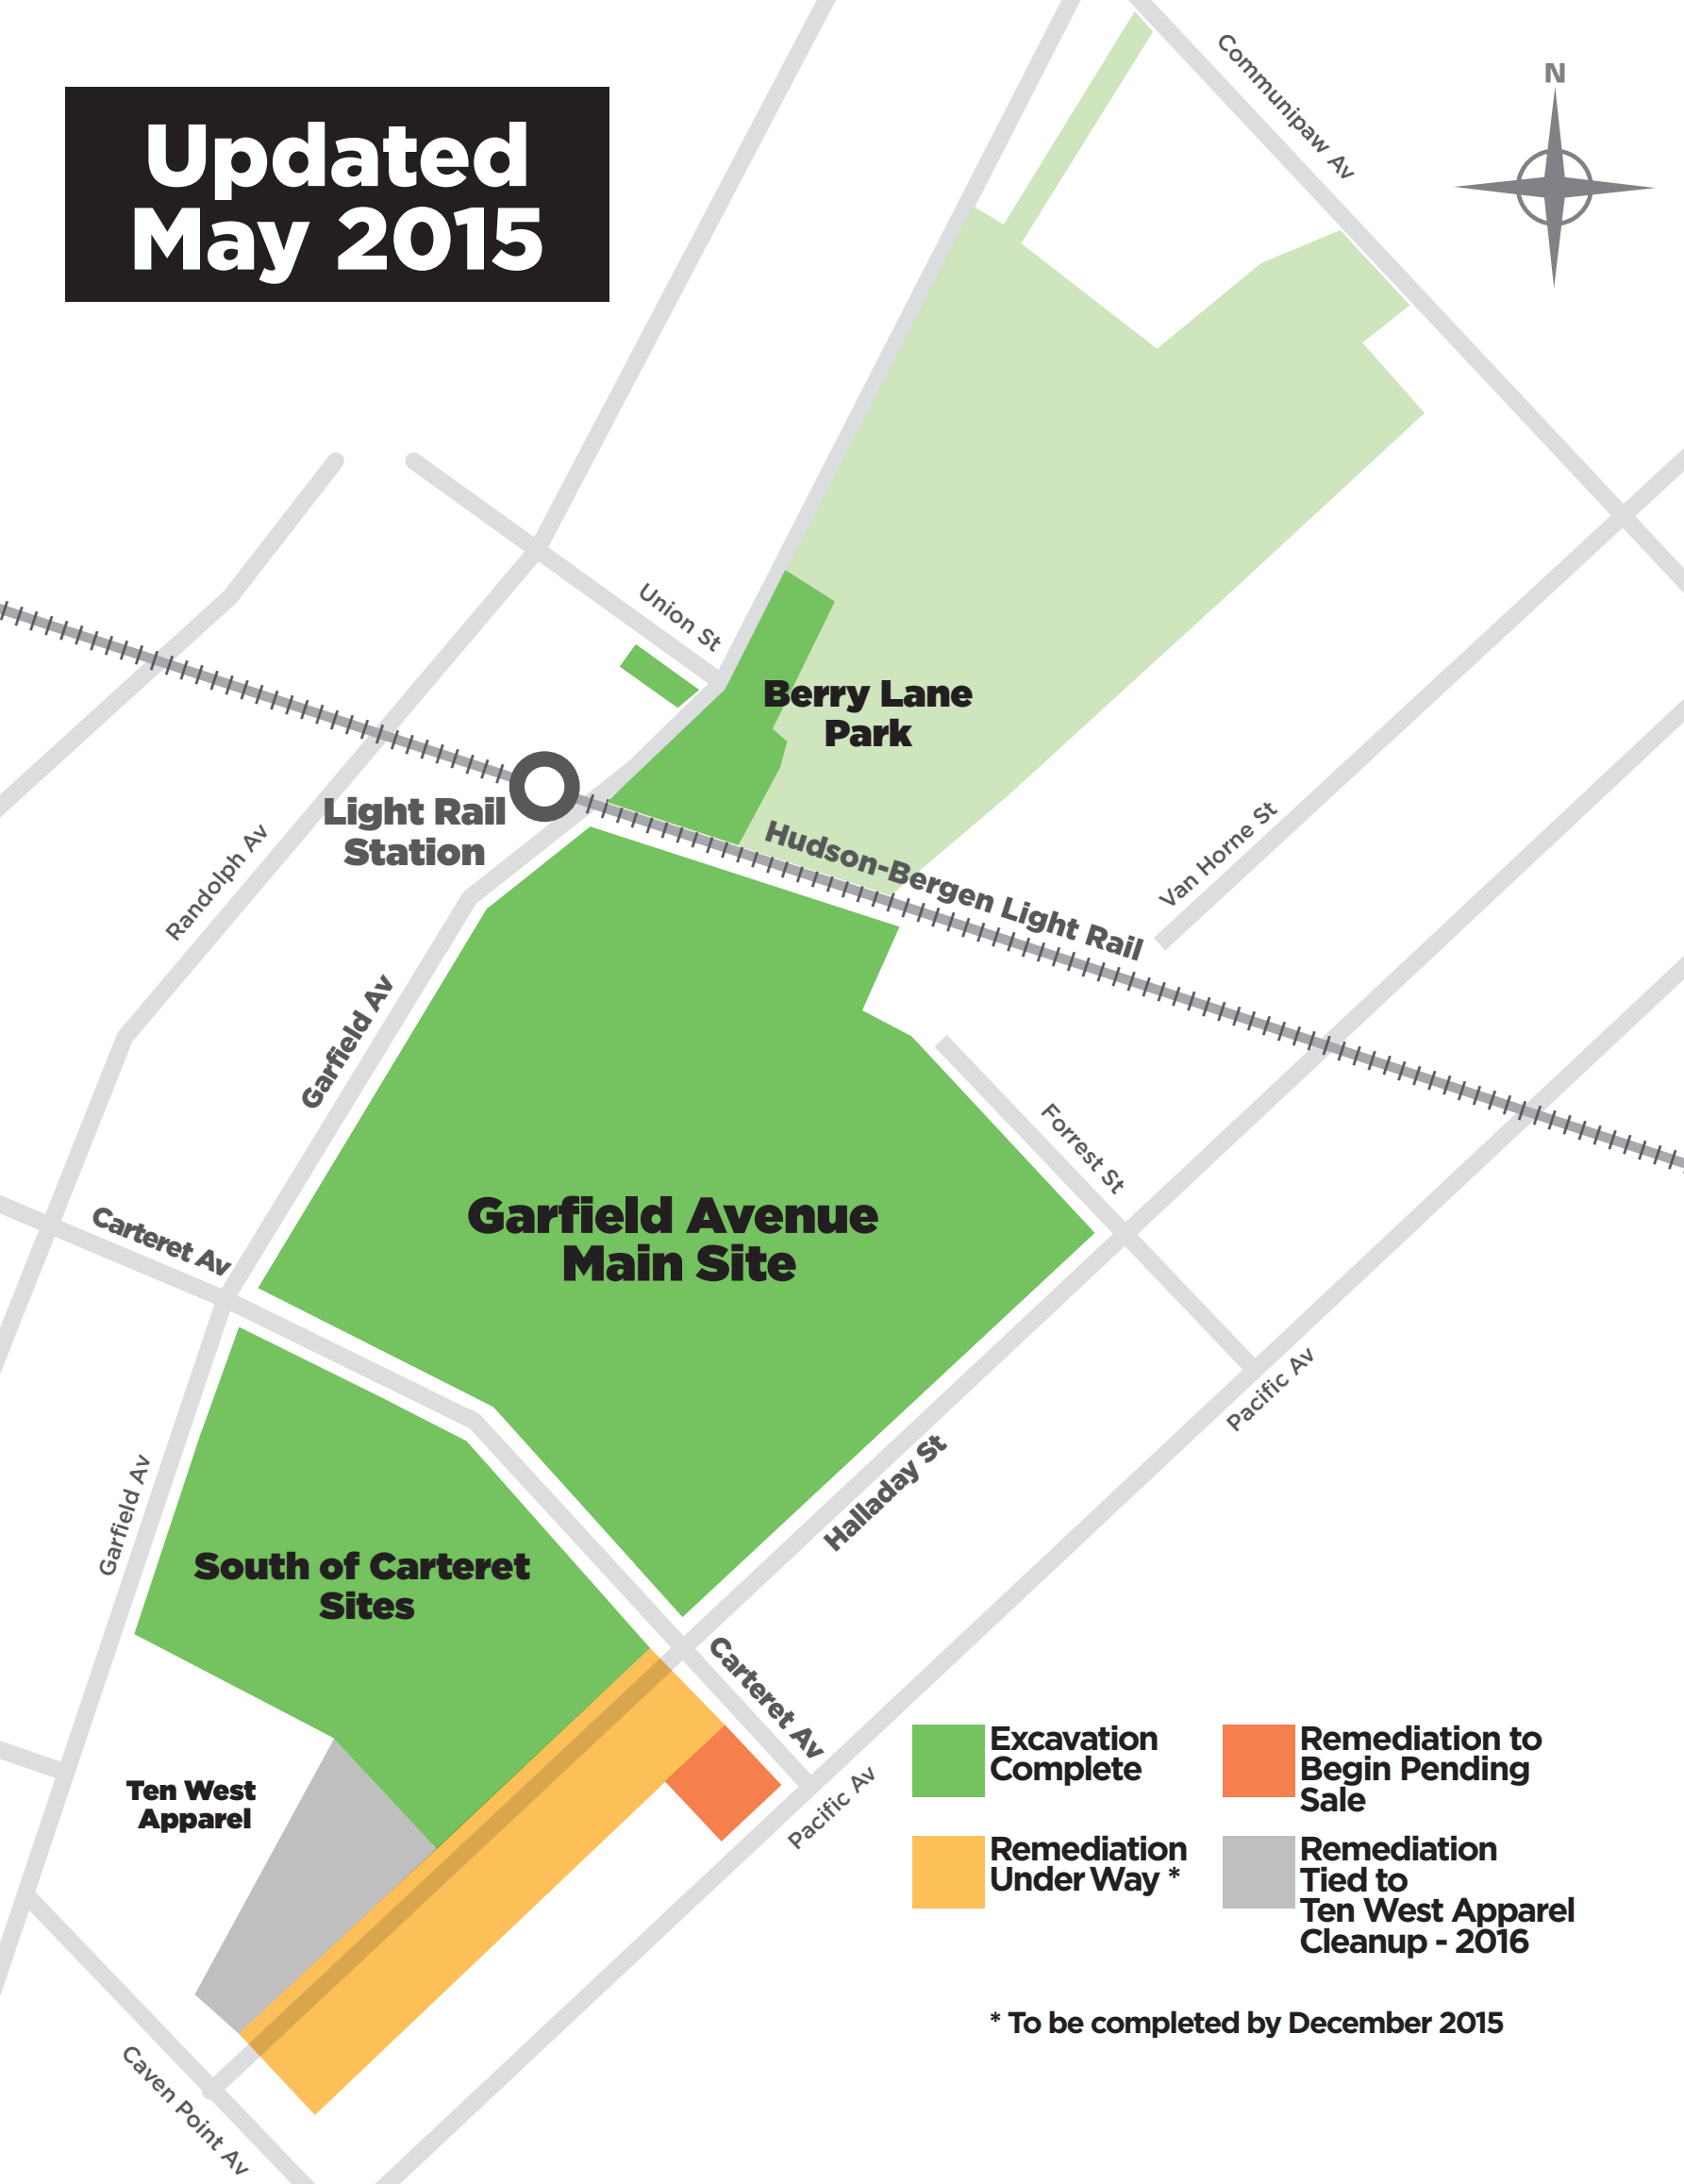 Updated
May 2015
N
Communipaw Av
Union St
Berry Lane
Park
Light Rail
Station
Hudson-Bergen Light Rail
Van Horne St
Randolph Av
Garfield Av
Forrest St
Carteret Av
Garfield Avenue
Main Site
Pacific Av
Halladay St
Garfield Av
South of Carteret
Sites
Carteret Av
Pacific Av
Ten West
Apparel
Excavation
Complete
Remediation to
Begin Pending
Sale
Remediation
Under Way *
Remediation
Tied to
Ten West Apparel
Cleanup - 2016
* To be completed by December 2015
Caven Point Av